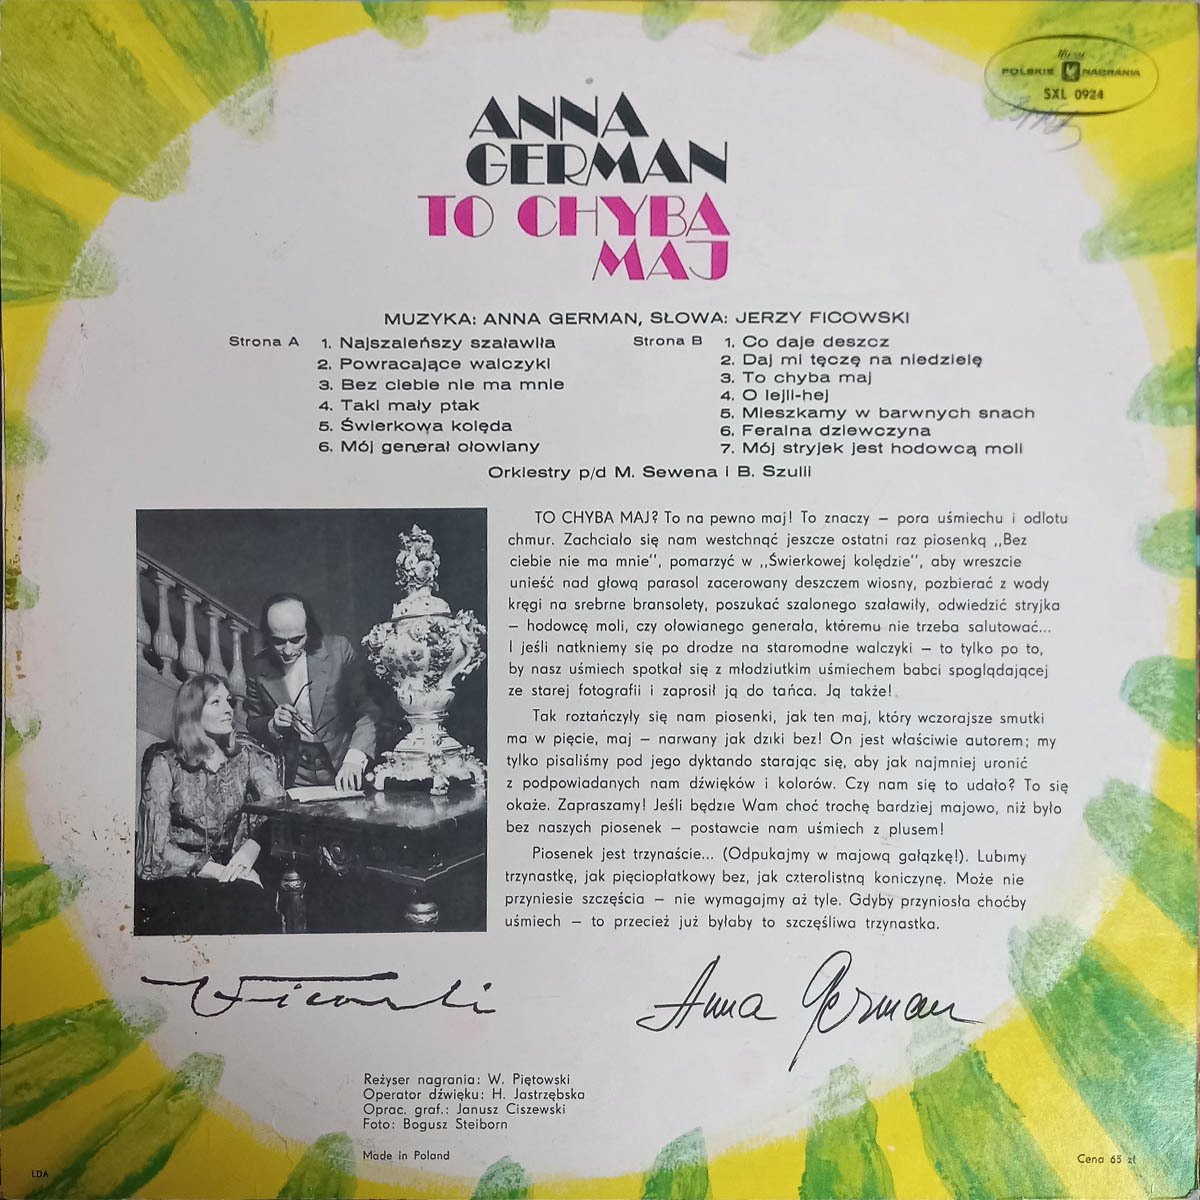 Muza
POLSKIE NAGRANIA
SXL 0924
ANNA
GERMAN
TO CHYBA
MAJ
MUZYKA: ANNA GERMAN, SŁOWA: JERZY FICOWSKI
Strona A
1. Najszaleńszy szaławiła
2. Powracające walczyki
3. Bez ciebie nie ma mnie
4. Taki mały ptak
5. Świerkowa kolęda
6. Mój generał ołowiany
Strona B
1. Co daje deszcz
2. Daj mi tęczę na niedzielę
3. To chyba maj
4. O lejli-hej
5. Mieszkamy w barwnych snach
6. Feralna dziewczyna
7. Mój stryjek jest hodowcą moli
Orkiestry p/d M. Sewena i B. Szulii
TO CHYBA MAJ? To na pewno maj! To znaczy – pora uśmiechu i odlotu
chmur. Zachciało się nam westchnąć jeszcze ostatni raz piosenką „Bez
ciebie nie ma mnie", pomarzyć w „Świerkowej kolędzie", aby wreszcie
unieść nad głową parasol zacerowany deszczem wiosny, pozbierać z wody
kręgi na srebrne bransolety, poszukać szalonego szaławiły, odwiedzić stryjka
– hodowcę moli, czy ołowianego generała, któremu nie trzeba salutować...
I jeśli natkniemy się po drodze na staromodne walczyki – to tylko po to,
by nasz uśmiech spotkał się z młodziutkim uśmiechem babci spoglądającej
ze starej fotografii i zaprosił ją do tańca. Ją także!
Tak roztańczyły się nam piosenki, jak ten maj, który wczorajsze smutki
ma w pięcie, maj – narwany jak dziki bez! On jest właściwie autorem; my
tylko pisaliśmy pod jego dyktando starając się, aby jak najmniej uronić
z podpowiadanych nam dźwięków i kolorów. Czy nam się to udało? To się
okaże. Zapraszamy! Jeśli będzie Wam choć trochę bardziej majowo, niż było
bez naszych piosenek – postawcie nam uśmiech z plusem!
Piosenek jest trzynaście... (Odpukajmy w majową gałązkę!). Lubimy
trzynastkę, jak pięciopłatkowy bez, jak czterolistną koniczynę. Może nie
przyniesie szczęścia – nie wymagajmy aż tyle. Gdyby przyniosła choćby
uśmiech – to przecież już byłaby to szczęśliwa trzynastka.
Ficowski
Anna German
Reżyser nagrania: W. Piętowski
Operator dźwięku: H. Jastrzębska
Oprac. graf.: Janusz Ciszewski
Foto: Bogusz Steiborn
Made in Poland
LDA
Cena 65 zł